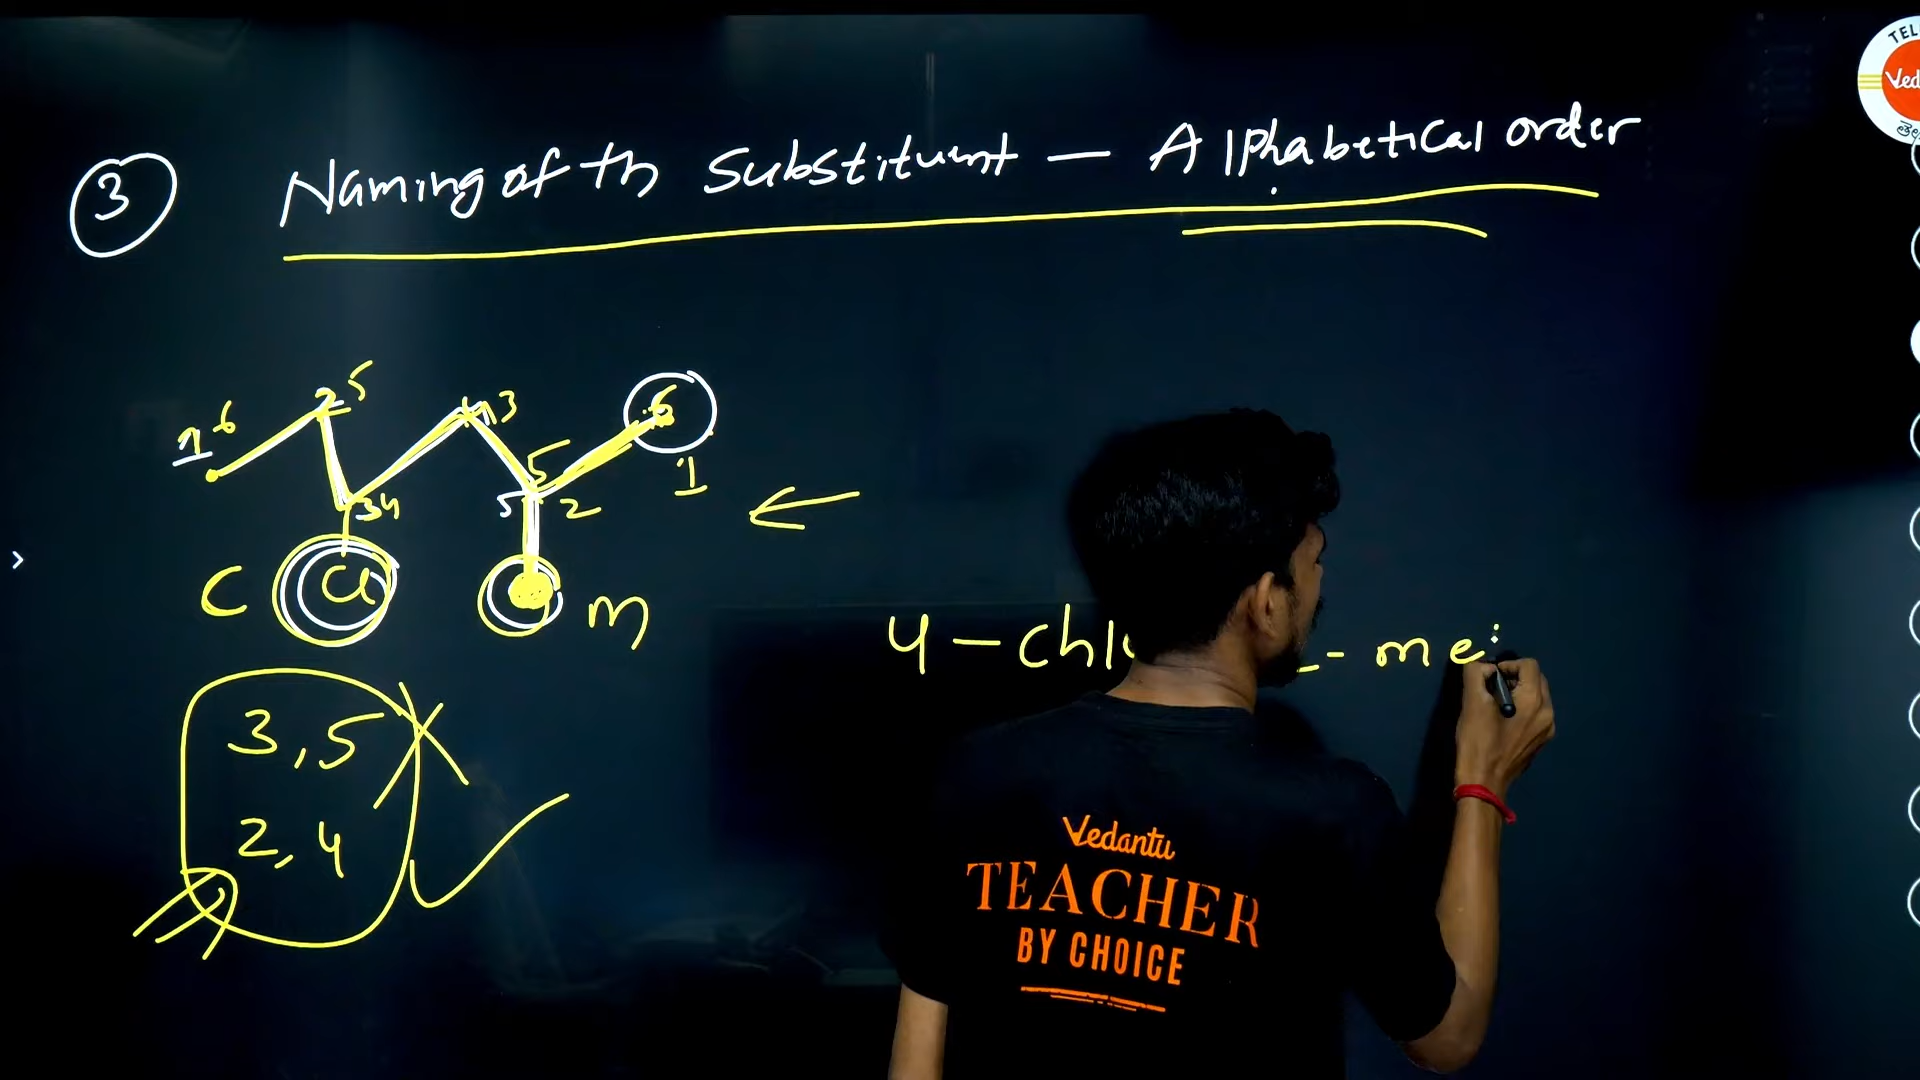 3 Naming of th Substituent — Alphabetical order
1 6 2 5 3 6
5 1
3 4 5 2
C Cl m
4 - chl - me
3,5
2,4
Vedantu
TEACHER
BY CHOICE